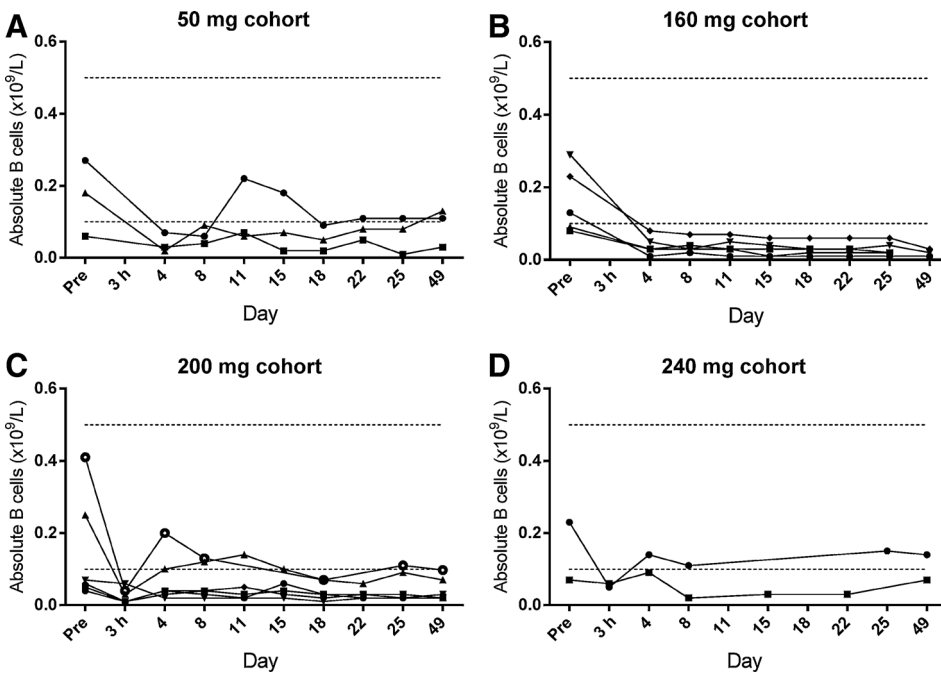 A 50 mg cohort
Absolute B cells (x10⁹/L)
0.6
0.4
0.2
0.0
Pre 3 h 4 8 11 15 18 22 25 49
Day
B 160 mg cohort
Absolute B cells (x10⁹/L)
0.6
0.4
0.2
0.0
Pre 3 h 4 8 11 15 18 22 25 49
Day
C 200 mg cohort
Absolute B cells (x10⁹/L)
0.6
0.4
0.2
0.0
Pre 3 h 4 8 11 15 18 22 25 49
Day
D 240 mg cohort
Absolute B cells (x10⁹/L)
0.6
0.4
0.2
0.0
Pre 3 h 4 8 11 15 18 22 25 49
Day